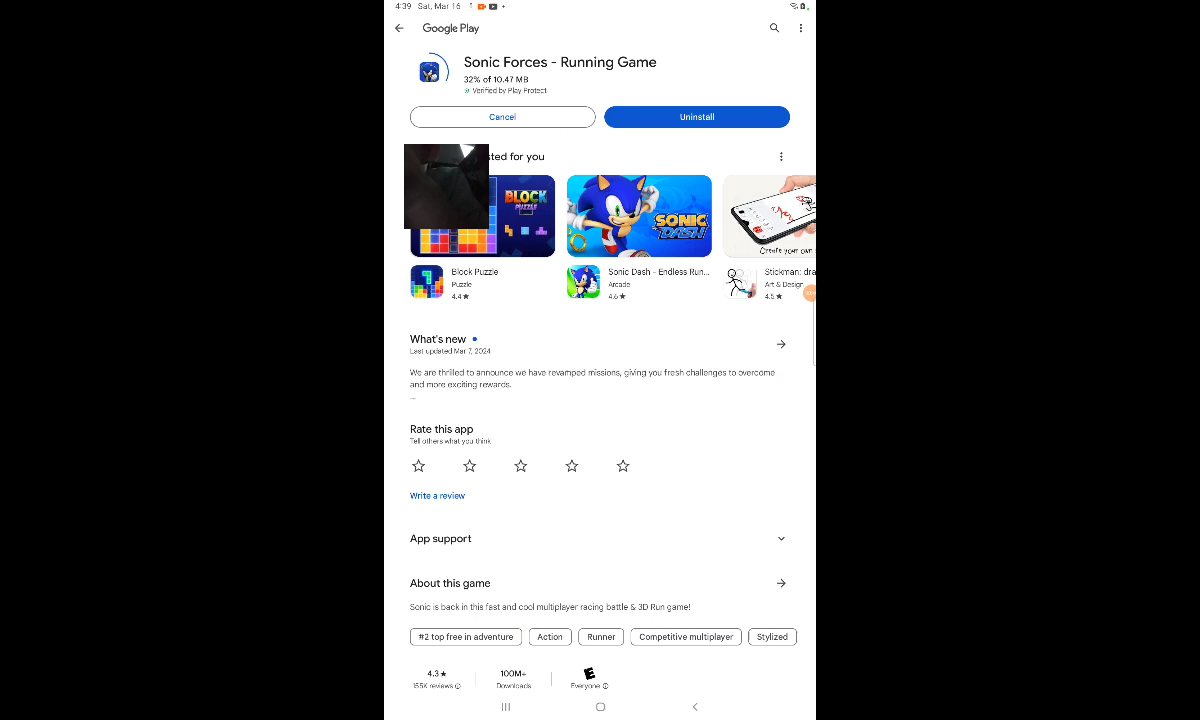 4:39 Sat, Mar 16
Google Play
Sonic Forces - Running Game
32% of 10.47 MB
Verified by Play Protect
Cancel
Uninstall
sted for you
BLOCK
PUZZLE
SONIC
DASH
Create your own s
Block Puzzle
Puzzle
4.4★
Sonic Dash - Endless Run...
Arcade
4.6★
Stickman: dra
Art & Design
4.5★
What's new
Last updated Mar 7, 2024
We are thrilled to announce we have revamped missions, giving you fresh challenges to overcome
and more exciting rewards.
...
Rate this app
Tell others what you think
Write a review
App support
About this game
Sonic is back in this fast and cool multiplayer racing battle & 3D Run game!
#2 top free in adventure
Action
Runner
Competitive multiplayer
Stylized
4.3★
155K reviews
100M+
Downloads
E
Everyone